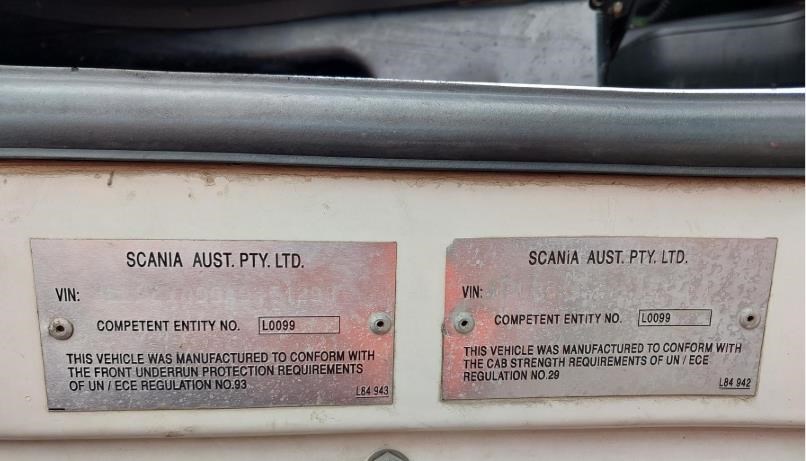 SCANIA AUST. PTY. LTD.
VIN:
COMPETENT ENTITY NO. L0099
THIS VEHICLE WAS MANUFACTURED TO CONFORM WITH
THE FRONT UNDERRUN PROTECTION REQUIREMENTS
OF UN / ECE REGULATION NO.93
L84 943
SCANIA AUST. PTY. LTD.
VIN:
COMPETENT ENTITY NO. L0099
THIS VEHICLE WAS MANUFACTURED TO CONFORM WITH
THE CAB STRENGTH REQUIREMENTS OF UN / ECE
REGULATION NO.29
L84 942